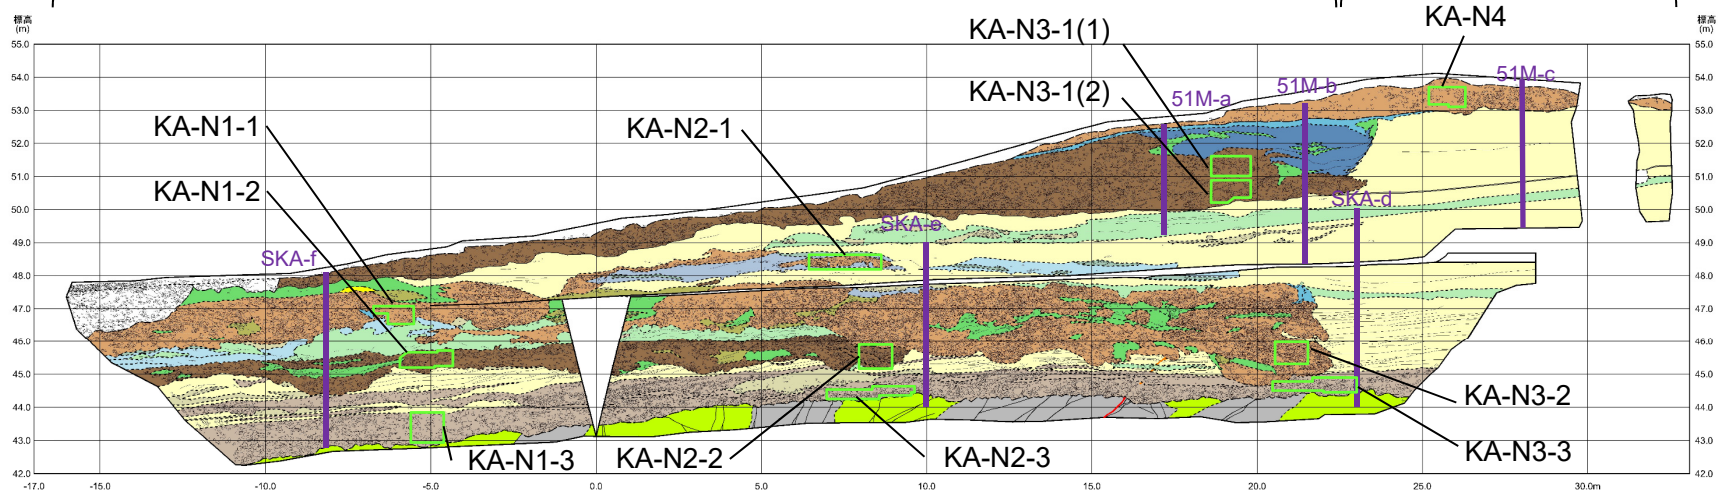 標高
(m)
標高
(m)
KA-N4
KA-N3-1(1)
55.0
55.0
54.0
54.0
51M-c
51M-b
KA-N3-1(2)
51M-a
53.0
53.0
KA-N1-1
KA-N2-1
52.0
52.0
KA-N1-2
51.0
51.0
50.0
50.0
SKA-d
SKA-e
49.0
49.0
SKA-f
48.0
48.0
47.0
47.0
46.0
46.0
45.0
45.0
KA-N3-2
44.0
44.0
KA-N3-3
43.0
43.0
KA-N1-3
KA-N2-2
KA-N2-3
42.0
42.0
-17.0
-15.0
-10.0
-5.0
0.0
5.0
10.0
15.0
20.0
25.0
30.0m